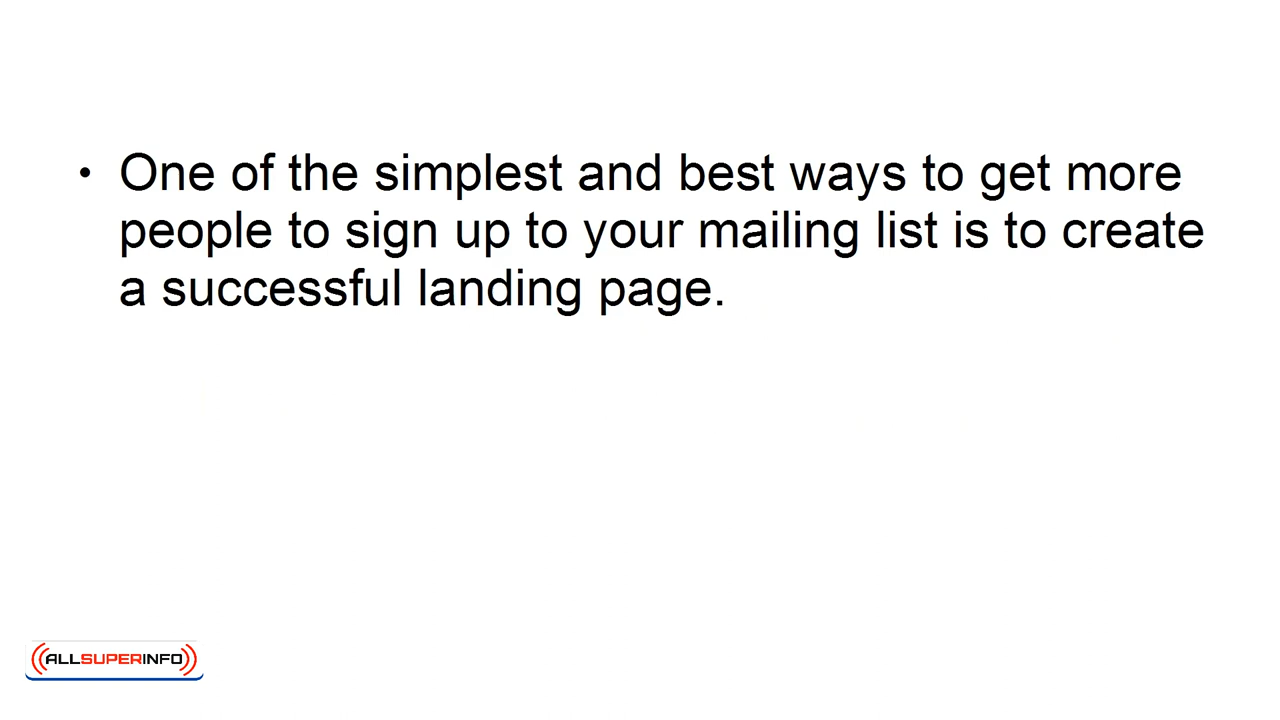 • One of the simplest and best ways to get more
people to sign up to your mailing list is to create
a successful landing page.
ALLSUPERINFO